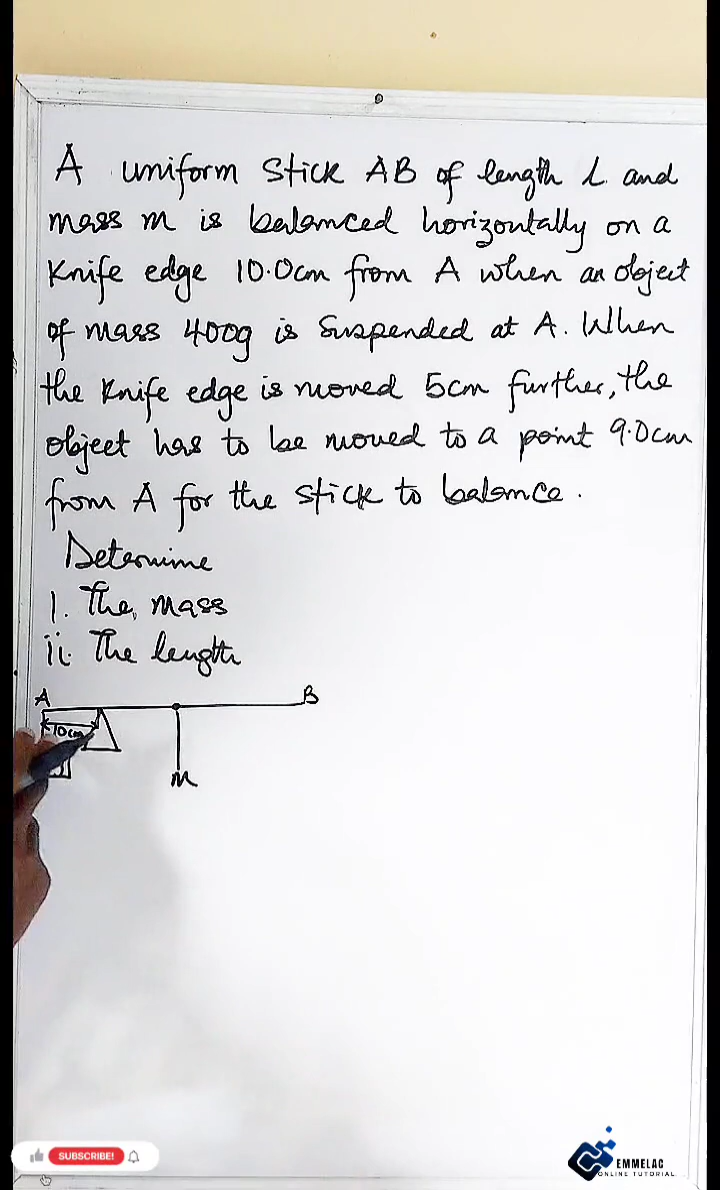 A uniform stick AB of length L and
mass m is balanced horizontally on a
Knife edge 10.0cm from A when an object
of mass 400g is Suspended at A. When
the Knife edge is moved 5cm further, the
object has to be moved to a point 9.0cm
from A for the stick to balance.
Determine
I. The, mass
ii. The length
A B
10cm
M
SUBSCRIBE!
EMMELAC
ONLINE TUTORIAL